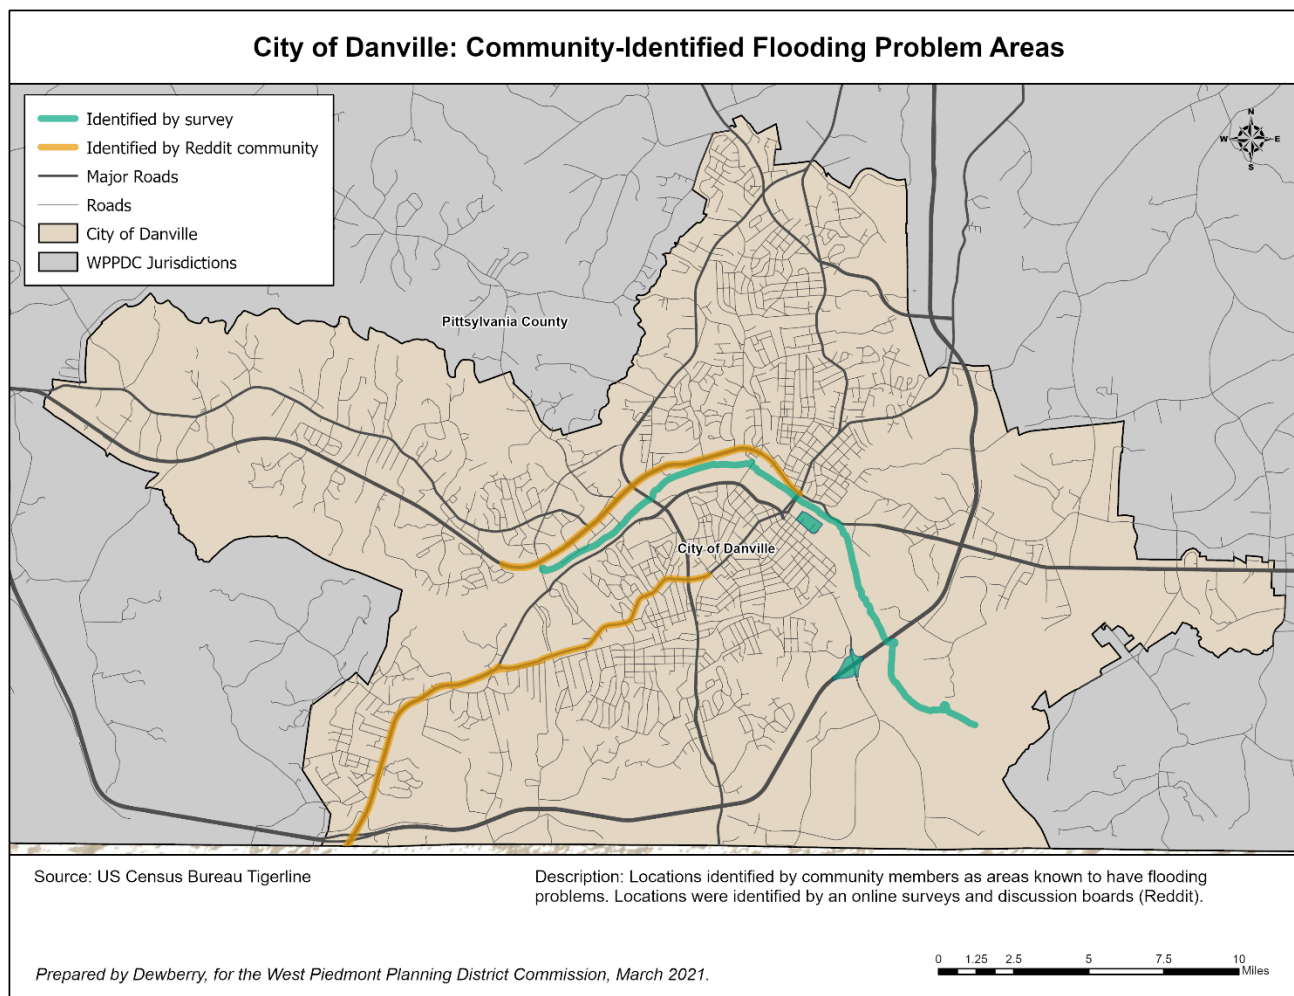 City of Danville: Community-Identified Flooding Problem Areas
Identified by survey
Identified by Reddit community
Major Roads
Roads
City of Danville
WPPDC Jurisdictions
N
W E
S
Pittsylvania County
City of Danville
Source: US Census Bureau Tigerline
Description: Locations identified by community members as areas known to have flooding
problems. Locations were identified by an online surveys and discussion boards (Reddit).
Prepared by Dewberry, for the West Piedmont Planning District Commission, March 2021.
0 1.25 2.5 5 7.5 10
Miles